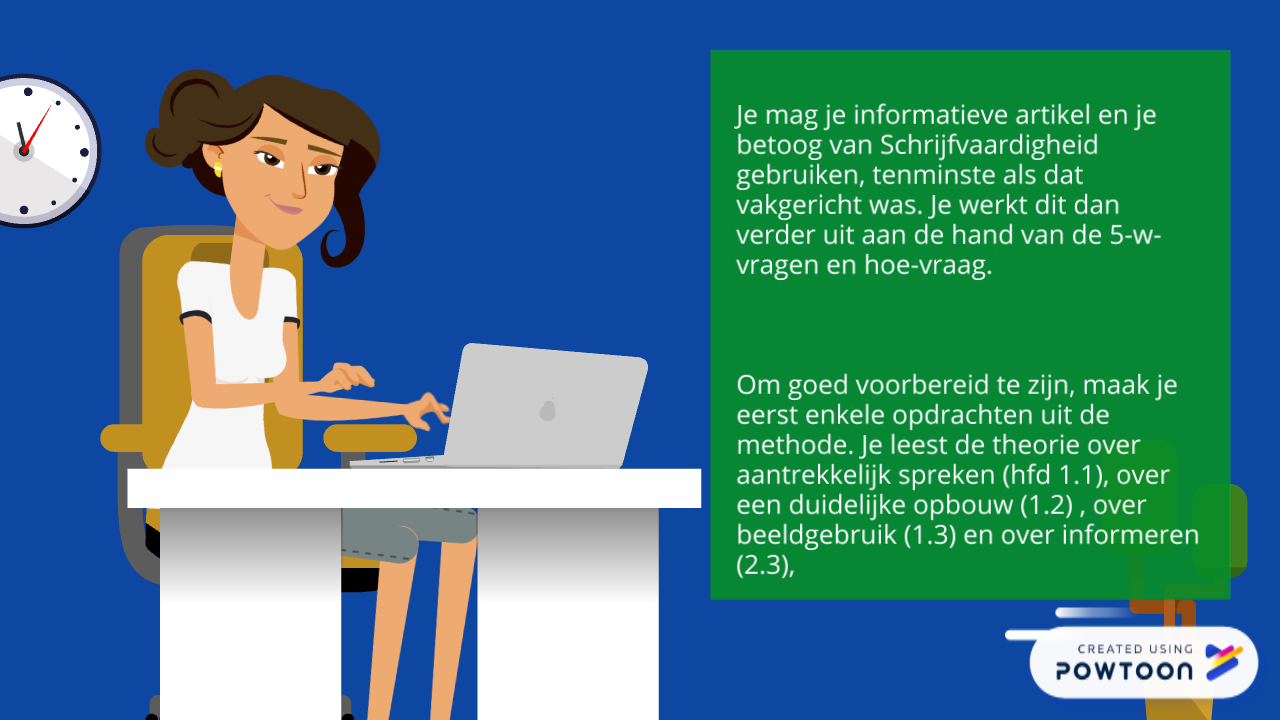 Je mag je informatieve artikel en je
betoog van Schrijfvaardigheid
gebruiken, tenminste als dat
vakgericht was. Je werkt dit dan
verder uit aan de hand van de 5-w-
vragen en hoe-vraag.
Om goed voorbereid te zijn, maak je
eerst enkele opdrachten uit de
methode. Je leest de theorie over
aantrekkelijk spreken (hfd 1.1), over
een duidelijke opbouw (1.2) , over
beeldgebruik (1.3) en over informeren
(2.3),
CREATED USING
POWTOON